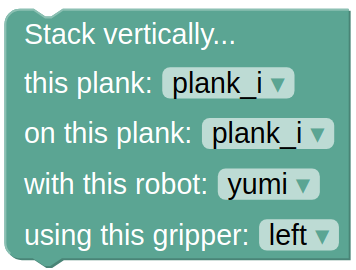 Stack vertically...
this plank: plank_i ▼
on this plank: plank_i ▼
with this robot: yumi ▼
using this gripper: left ▼